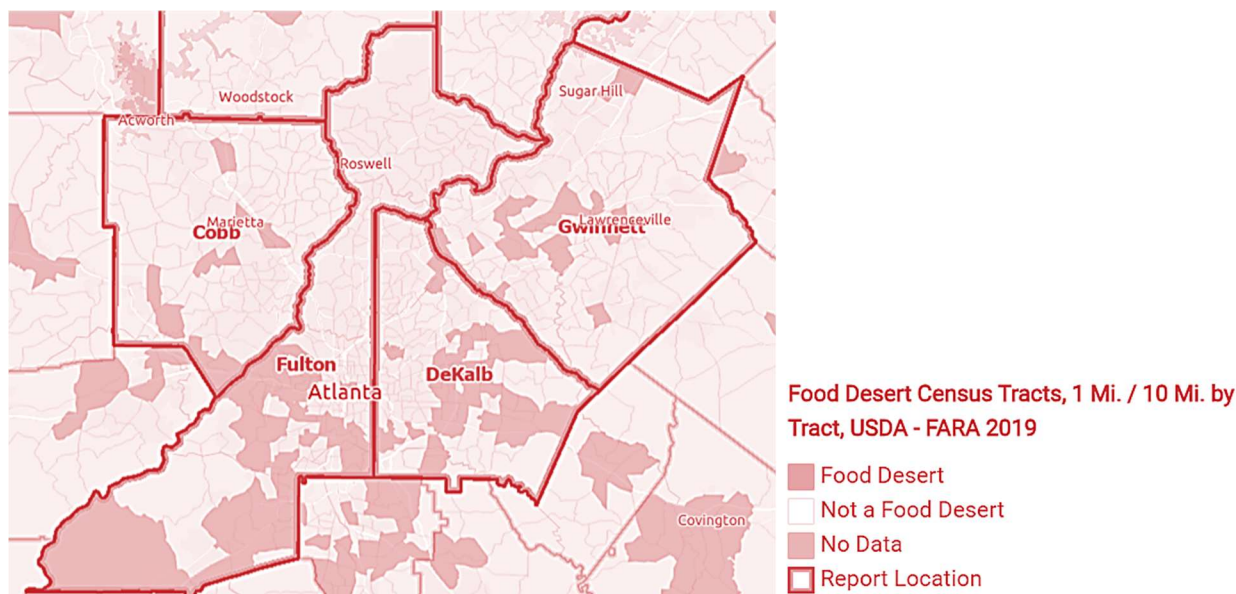 Woodstock
Sugar Hill
Acworth
Roswell
Marietta
Cobb
Lawrenceville
Gwinnett
Fulton
Atlanta
DeKalb
Covington
Food Desert Census Tracts, 1 Mi. / 10 Mi. by
Tract, USDA - FARA 2019
Food Desert
Not a Food Desert
No Data
Report Location